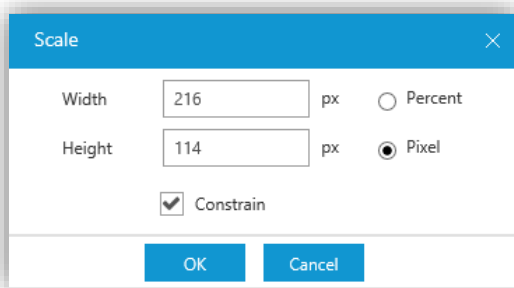 Scale
Width 216 px Percent
Height 114 px Pixel
Constrain
OK Cancel